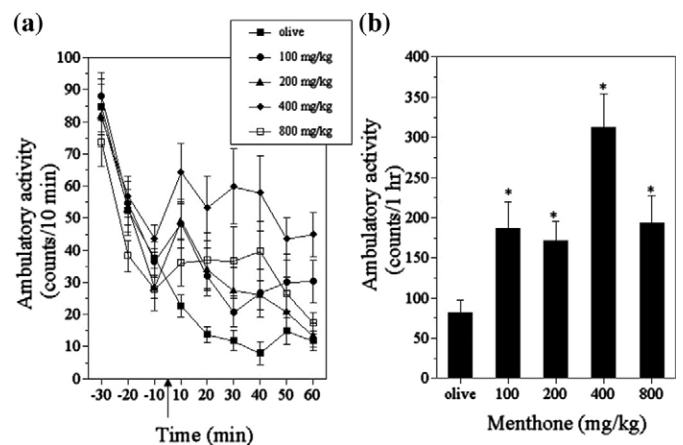 (a)
olive
100 mg/kg
200 mg/kg
400 mg/kg
800 mg/kg
Ambulatory activity
(counts/10 min)
100
90
80
70
60
50
40
30
20
10
0
-30 -20 -10 10 20 30 40 50 60
Time (min)
(b)
Ambulatory activity
(counts/1 hr)
400
350
300
250
200
150
100
50
0
* * * *
olive 100 200 400 800
Menthone (mg/kg)